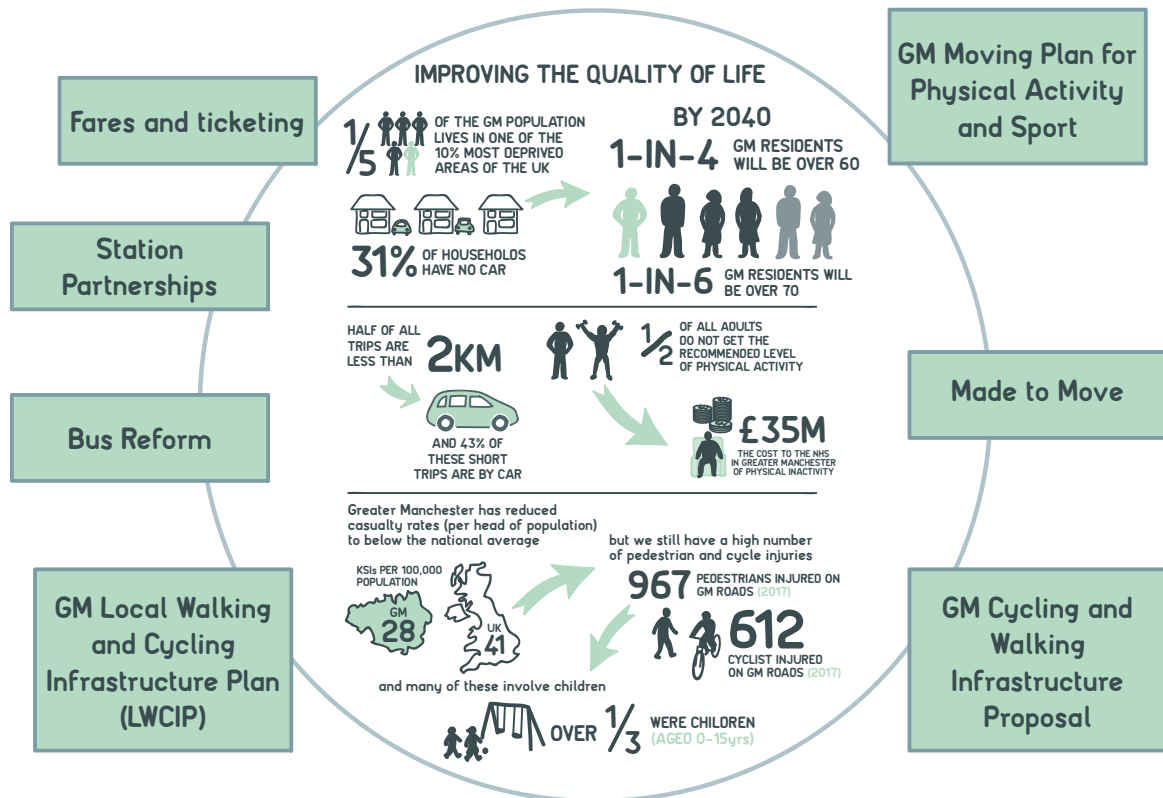 IMPROVING THE QUALITY OF LIFE
Fares and ticketing
Station
Partnerships
Bus Reform
GM Local Walking
and Cycling
Infrastructure Plan
(LWCIP)
1/5
OF THE GM POPULATION
LIVES IN ONE OF THE
10% MOST DEPRIVED
AREAS OF THE UK
31%
OF HOUSEHOLDS
HAVE NO CAR
BY 2040
1-IN-4
GM RESIDENTS
WILL BE OVER 60
1-IN-6
GM RESIDENTS WILL
BE OVER 70
HALF OF ALL
TRIPS ARE
LESS THAN
2KM
AND 43% OF
THESE SHORT
TRIPS ARE BY CAR
1/2
OF ALL ADULTS
DO NOT GET THE
RECOMMENDED LEVEL
OF PHYSICAL ACTIVITY
£35M
THE COST TO THE NHS
IN GREATER MANCHESTER
OF PHYSICAL INACTIVITY
Greater Manchester has reduced
casualty rates (per head of population)
to below the national average
KSIs PER 100,000
POPULATION
GM
28
UK
41
but we still have a high number
of pedestrian and cycle injuries
967
PEDESTRIANS INJURED ON
GM ROADS (2017)
612
CYCLIST INJURED
ON GM ROADS (2017)
and many of these involve children
OVER 1/3
WERE CHILDREN
(AGED 0-15yrs)
GM Moving Plan for
Physical Activity
and Sport
Made to Move
GM Cycling and
Walking
Infrastructure
Proposal